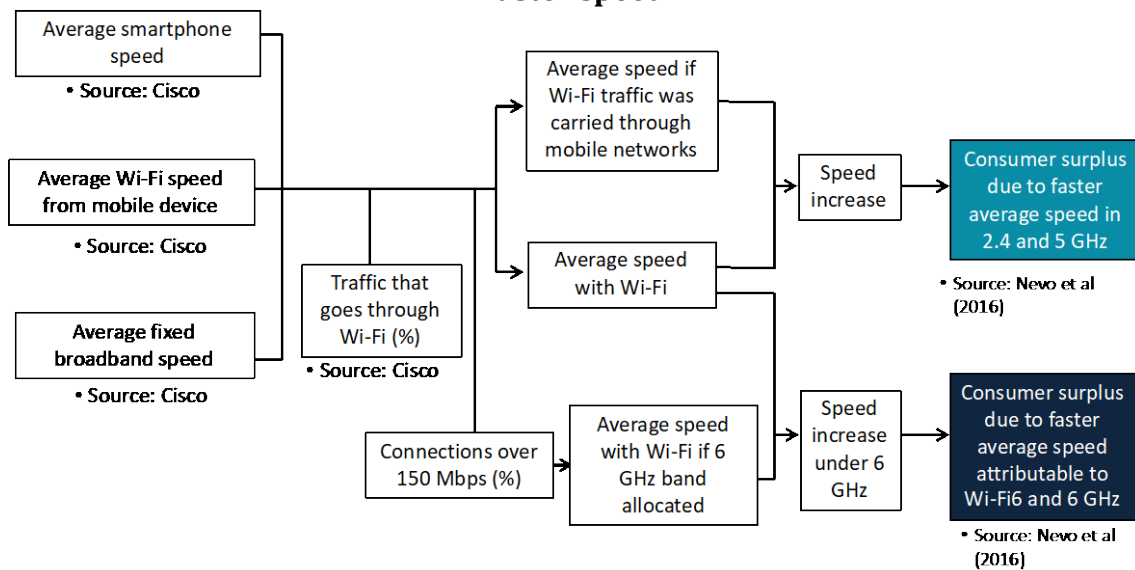 Average smartphone
speed
• Source: Cisco
Average Wi-Fi speed
from mobile device
• Source: Cisco
Average fixed
broadband speed
• Source: Cisco
Traffic that
goes through
Wi-Fi (%)
• Source: Cisco
Connections over
150 Mbps (%)
Average speed if
Wi-Fi traffic was
carried through
mobile networks
Average speed
with Wi-Fi
Average speed
with Wi-Fi if 6
GHz band
allocated
Speed
increase
Speed
increase
under 6
GHz
Consumer surplus
due to faster
average speed in
2.4 and 5 GHz
• Source: Nevo et al
(2016)
Consumer surplus
due to faster
average speed
attributable to
Wi-Fi6 and 6 GHz
• Source: Nevo et al
(2016)